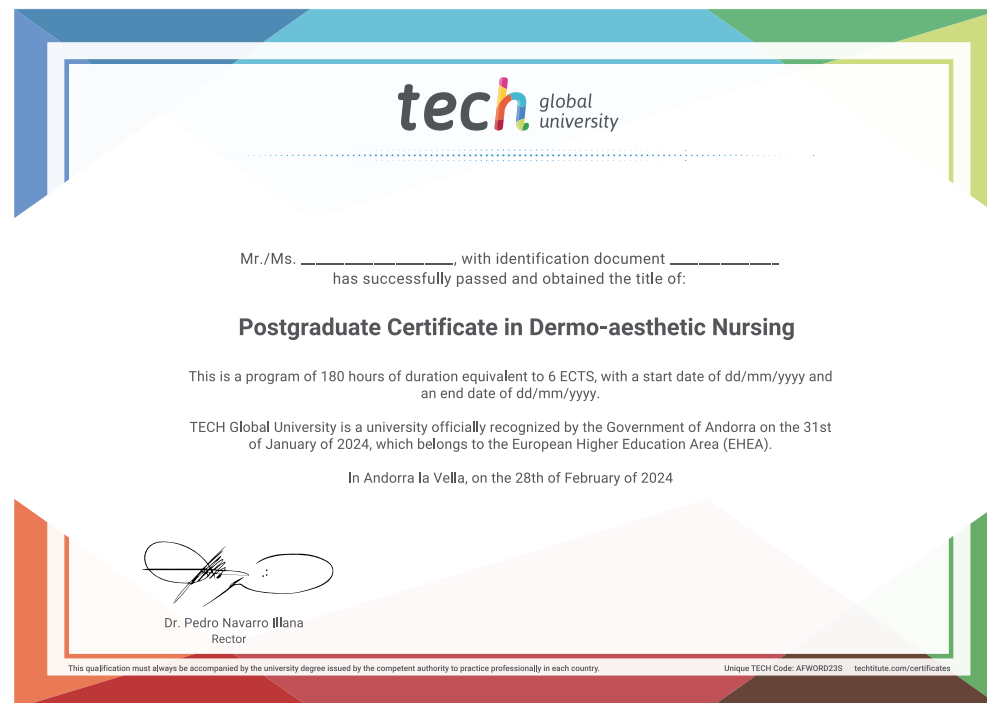 tech global university
Mr./Ms. _________________, with identification document ____________
has successfully passed and obtained the title of:
Postgraduate Certificate in Dermo-aesthetic Nursing
This is a program of 180 hours of duration equivalent to 6 ECTS, with a start date of dd/mm/yyyy and
an end date of dd/mm/yyyy.
TECH Global University is a university officially recognized by the Government of Andorra on the 31st
of January of 2024, which belongs to the European Higher Education Area (EHEA).
In Andorra la Vella, on the 28th of February of 2024
Dr. Pedro Navarro Illana
Rector
This qualification must always be accompanied by the university degree issued by the competent authority to practice professionally in each country.
Unique TECH Code: AFWORD23S techtitute.com/certificates